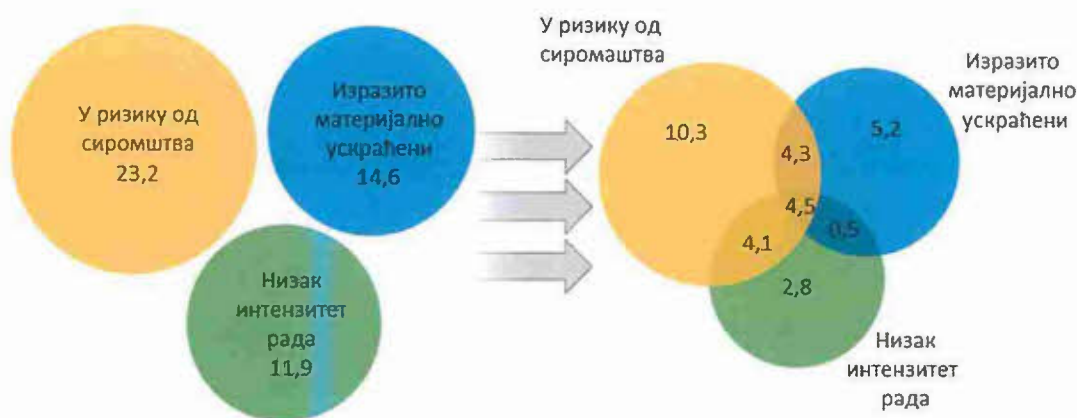 У ризику од
сиромштва
23,2
Изразито
материјално
ускраћени
14,6
Низак
интензитет
рада
11,9
У ризику од
сиромаштва
Изразито
материјално
ускраћени
10,3
5,2
4,3
4,5
0,5
4,1
2,8
Низак
интензитет
рада